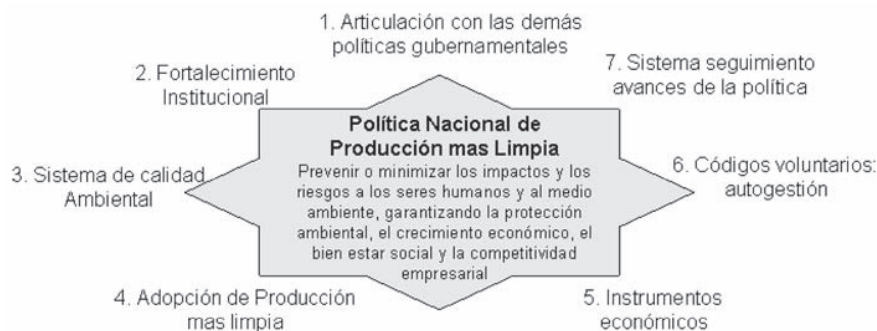 1. Articulación con las demás
políticas gubernamentales
2. Fortalecimiento
Institucional
7. Sistema seguimiento
avances de la política
Política Nacional de
Producción mas Limpia
Prevenir o minimizar los impactos y los
riesgos a los seres humanos y al medio
ambiente, garantizando la protección
ambiental, el crecimiento económico, el
bien estar social y la competitividad
empresarial
3. Sistema de calidad
Ambiental
6. Códigos voluntarios:
autogestión
4. Adopción de Producción
mas limpia
5. Instrumentos
económicos